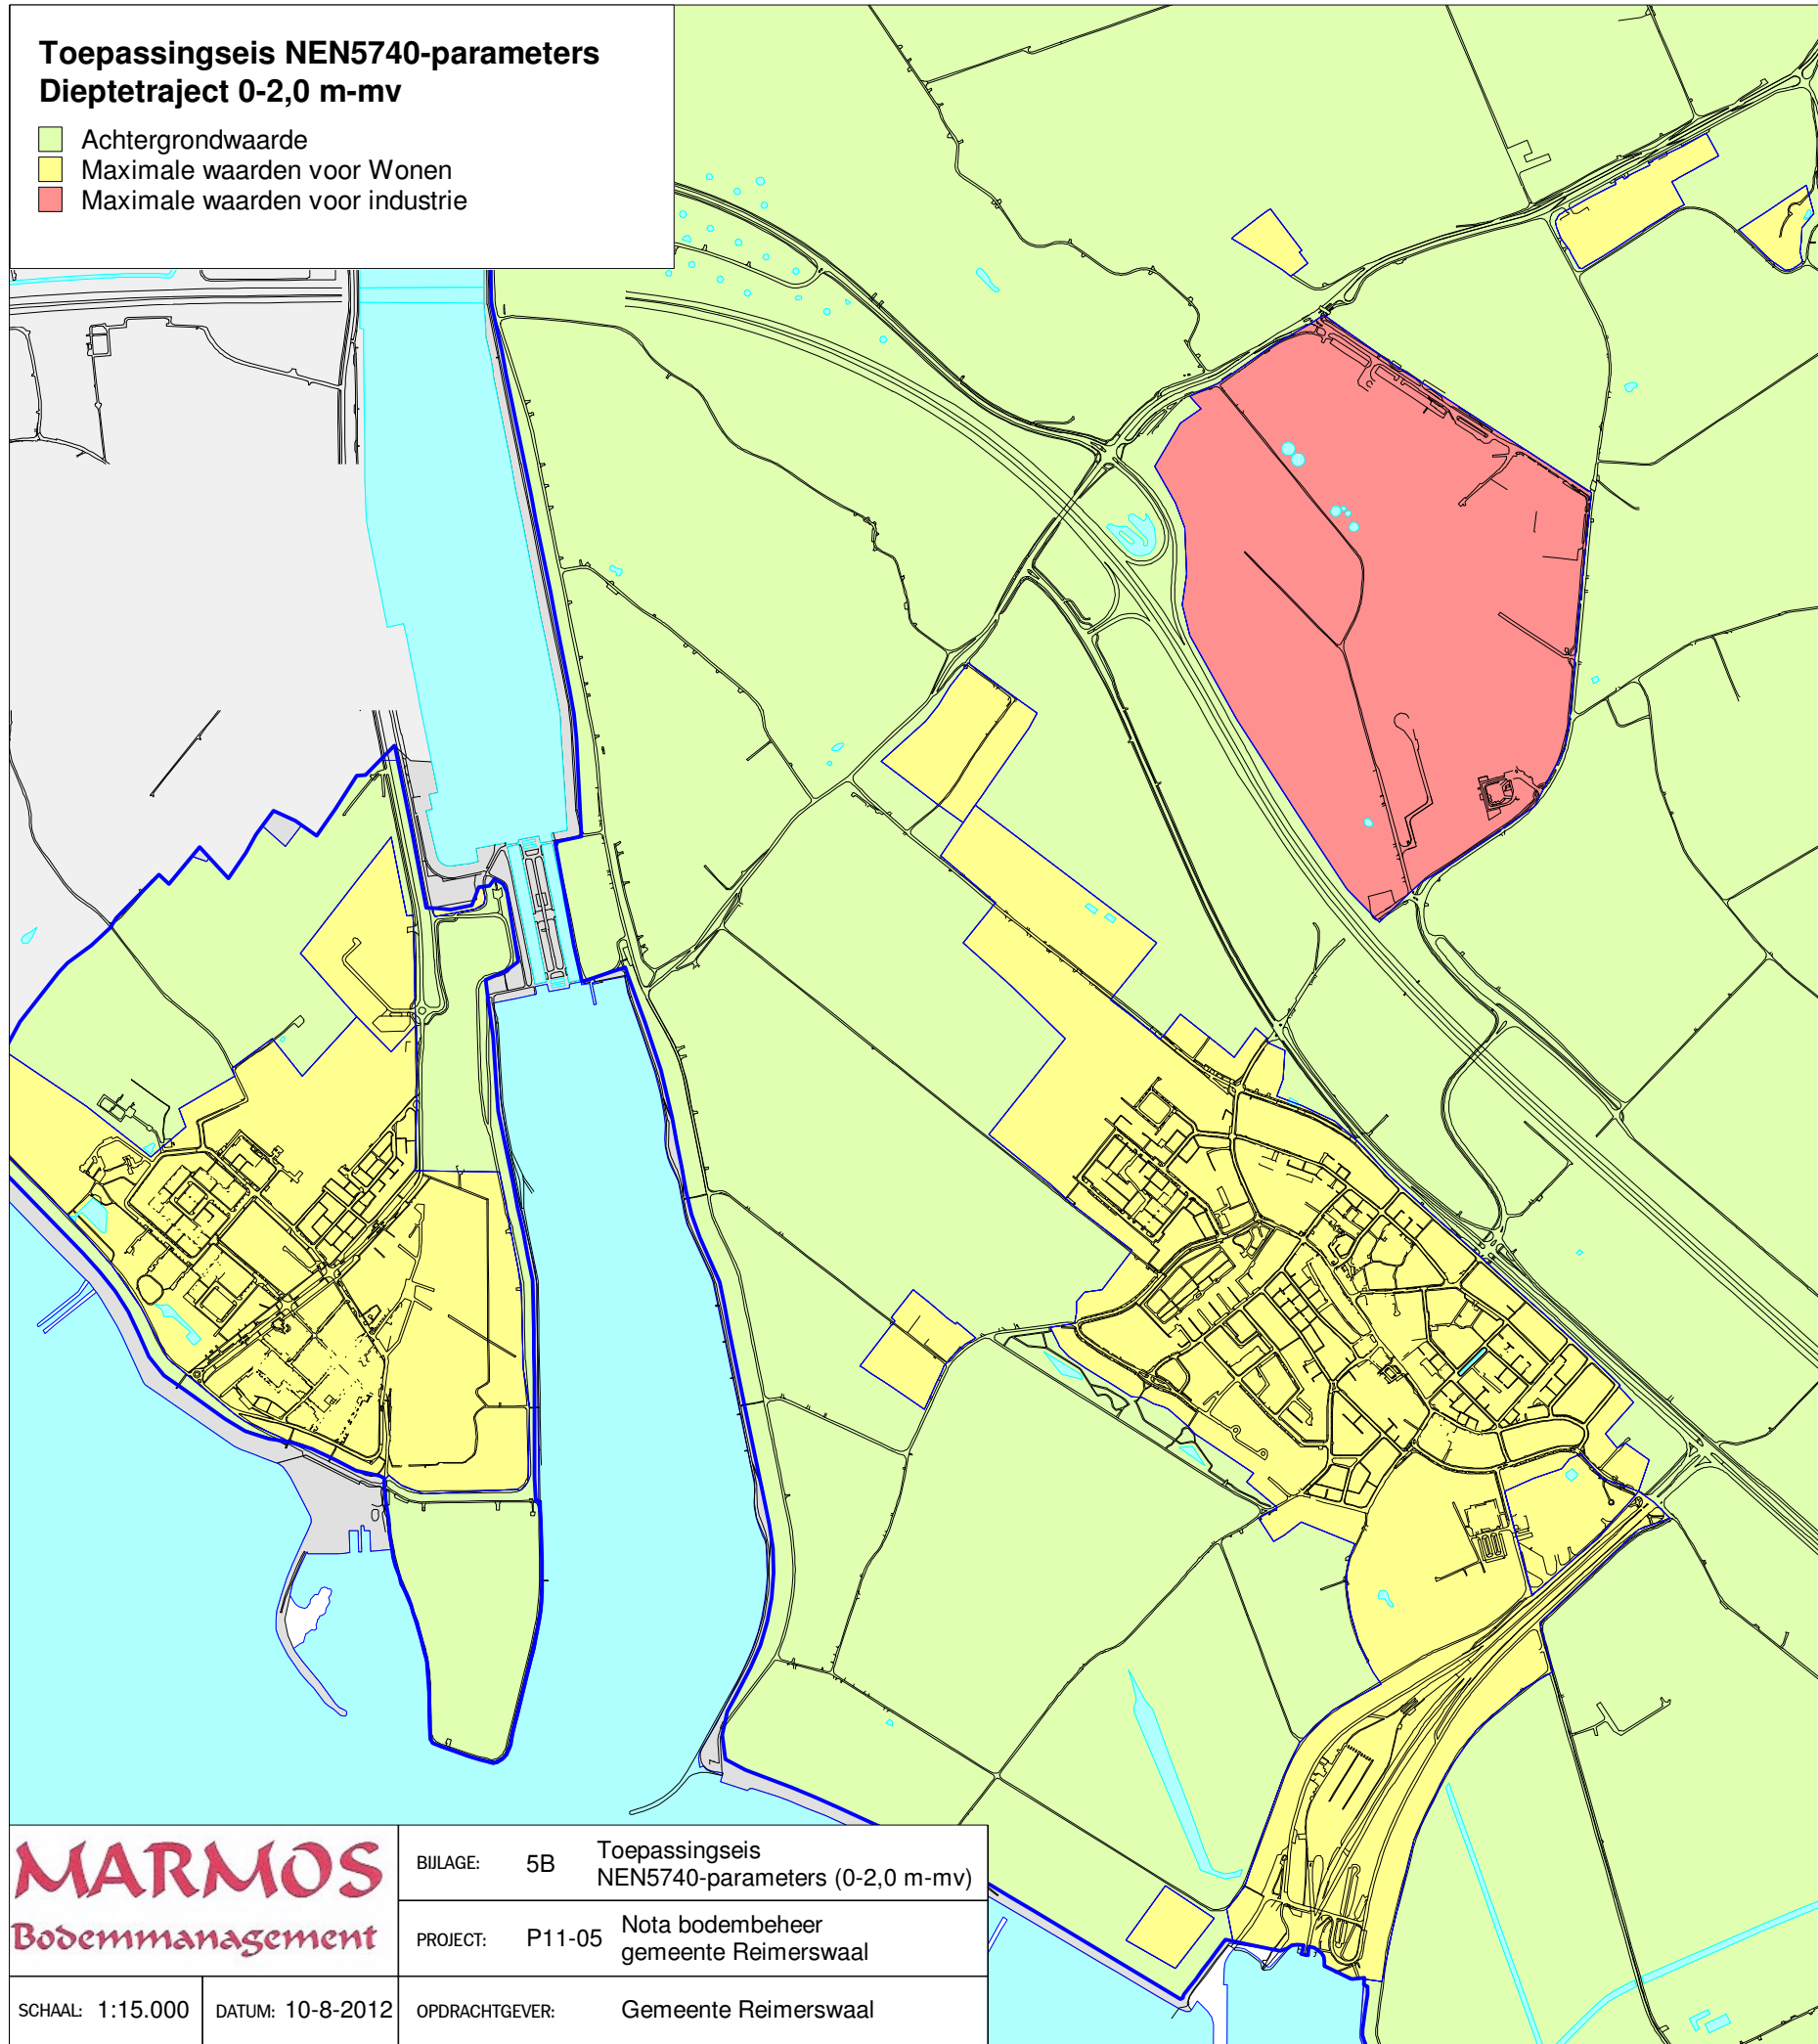 Toepassingseis NEN5740-parameters
Dieptetraject 0-2,0 m-mv
Achtergrondwaarde
Maximale waarden voor Wonen
Maximale waarden voor industrie
MARMOS
Bodemmanagement
BIJLAGE: 5B Toepassingseis
NEN5740-parameters (0-2,0 m-mv)
PROJECT: P11-05 Nota bodembeheer
gemeente Reimerswaal
SCHAAL: 1:15.000 DATUM: 10-8-2012 OPDRACHTGEVER: Gemeente Reimerswaal